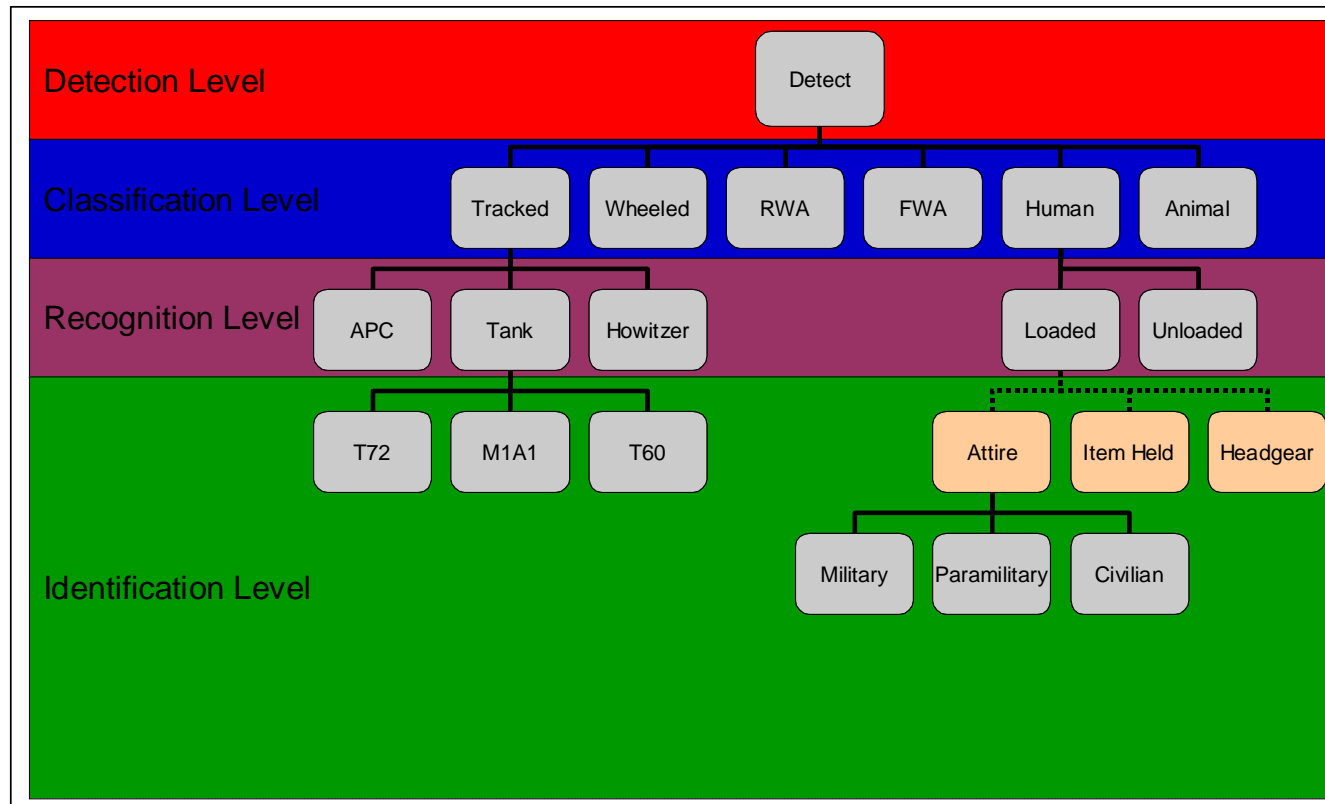 Detection Level
Detect
Classification Level
Tracked
Wheeled
RWA
FWA
Human
Animal
Recognition Level
APC
Tank
Howitzer
Loaded
Unloaded
T72
M1A1
T60
Attire
Item Held
Headgear
Identification Level
Military
Paramilitary
Civilian